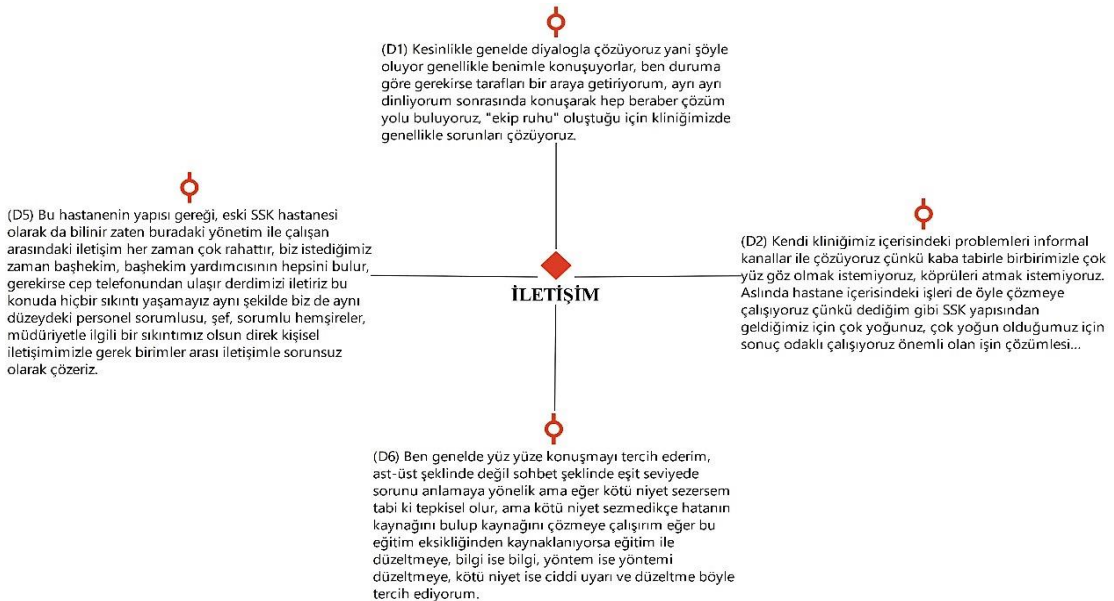 (D1) Kesinlikle genelde diyalogla çözüyoruz yani şöyle
oluyor genellikle benimle konuşuyorlar, ben duruma
göre gerekirse tarafları bir araya getiriyorum, ayrı ayrı
dinliyorum sonrasında konuşarak hep beraber çözüm
yolu buluyoruz, "ekip ruhu" oluştuğu için kliniğimizde
genellikle sorunları çözüyoruz.
(D5) Bu hastanenin yapısı gereği, eski SSK hastanesi
olarak da bilinir zaten buradaki yönetim ile çalışan
arasındaki iletişim her zaman çok rahattır, biz istediğimiz
zaman başhekim, başhekim yardımcısının hepsini bulur,
gerekirse cep telefonundan ulaşır derdimizi iletiriz bu
konuda hiçbir sıkıntı yaşamayız aynı şekilde biz de aynı
düzeydeki personel sorumlusu, şef, sorumlu hemşireler,
müdüriyetle ilgili bir sıkıntımız olsun direk kişisel
iletişimimizle gerek birimler arası iletişimle sorunsuz
olarak çözeriz.
İLETİŞİM
(D2) Kendi kliniğimiz içerisindeki problemleri informal
kanallar ile çözüyoruz çünkü kaba tabirle birbirimizle çok
yüz göz olmak istemiyoruz, köprüleri atmak istemiyoruz.
Aslında hastane içerisindeki işleri de öyle çözmeye
çalışıyoruz çünkü dediğim gibi SSK yapısından
geldiğimiz için çok yoğunuz, çok yoğun olduğumuz için
sonuç odaklı çalışıyoruz önemli olan işin çözümlesi...
(D6) Ben genelde yüz yüze konuşmayı tercih ederim,
ast-üst şeklinde değil sohbet şeklinde eşit seviyede
sorunu anlamaya yönelik ama eğer kötü niyet sezersem
tabi ki tepkisel olur, ama kötü niyet sezmedikçe hatanın
kaynağını bulup kaynağını çözmeye çalışırım eğer bu
eğitim eksikliğinden kaynaklanıyorsa eğitim ile
düzeltmeye, bilgi ise bilgi, yöntem ise yöntemi
düzeltmeye, kötü niyet ise ciddi uyarı ve düzeltme böyle
tercih ediyorum.